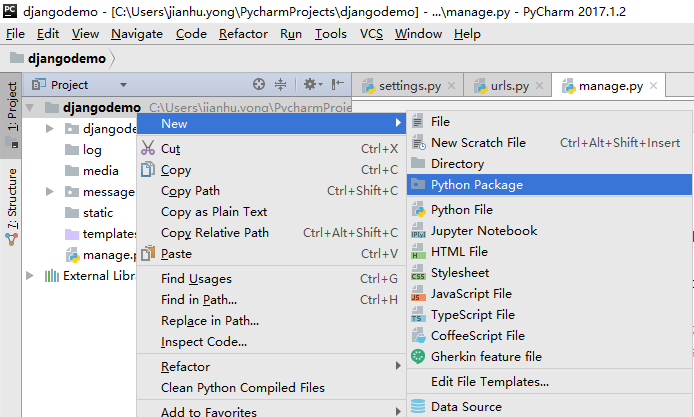 djangodemo - [C:\Users\jianhu.yong\PycharmProjects\djangodemo] - ...\manage.py - PyCharm 2017.1.2
File Edit View Navigate Code Refactor Run Tools VCS Window Help
djangodemo
Project
settings.py
urls.py
manage.py
1: Project
7: Structure
djangodemo C:\Users\jianhu.yong\PycharmProje
djangode
log
media
message
static
templates
manage.p
External Libra
New
Cut Ctrl+X
Copy Ctrl+C
Copy Path Ctrl+Shift+C
Copy as Plain Text
Copy Relative Path Ctrl+Alt+Shift+C
Paste Ctrl+V
Find Usages Ctrl+G
Find in Path... Ctrl+H
Replace in Path...
Inspect Code...
Refactor
Clean Python Compiled Files
Add to Favorites
File
New Scratch File Ctrl+Alt+Shift+Insert
Directory
Python Package
Python File
Jupyter Notebook
HTML File
Stylesheet
JavaScript File
TypeScript File
CoffeeScript File
Gherkin feature file
Edit File Templates...
Data Source